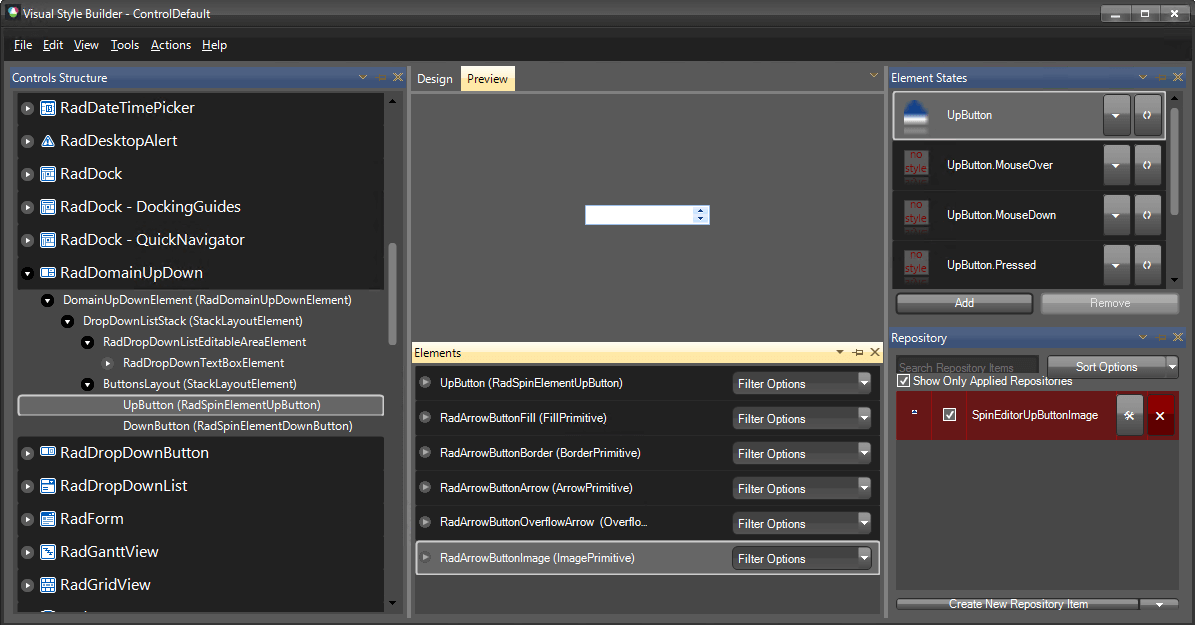 Visual Style Builder - ControlDefault
File Edit View Tools Actions Help
Controls Structure
RadDateTimePicker
RadDesktopAlert
RadDock
RadDock - DockingGuides
RadDock - QuickNavigator
RadDomainUpDown
DomainUpDownElement (RadDomainUpDownElement)
DropDownListStack (StackLayoutElement)
RadDropDownListEditableAreaElement
RadDropDownTextBoxElement
ButtonsLayout (StackLayoutElement)
UpButton (RadSpinElementUpButton)
DownButton (RadSpinElementDownButton)
RadDropDownButton
RadDropDownList
RadForm
RadGanttView
RadGridView
Design Preview
Elements
UpButton (RadSpinElementUpButton) Filter Options
RadArrowButtonFill (FillPrimitive) Filter Options
RadArrowButtonBorder (BorderPrimitive) Filter Options
RadArrowButtonArrow (ArrowPrimitive) Filter Options
RadArrowButtonOverflowArrow (Overflo... Filter Options
RadArrowButtonImage (ImagePrimitive) Filter Options
Element States
UpButton
no style UpButton.MouseOver
no style UpButton.MouseDown
no style UpButton.Pressed
Add Remove
Repository
Search Repository Items Sort Options
Show Only Applied Repositories
SpinEditorUpButtonImage
Create New Repository Item